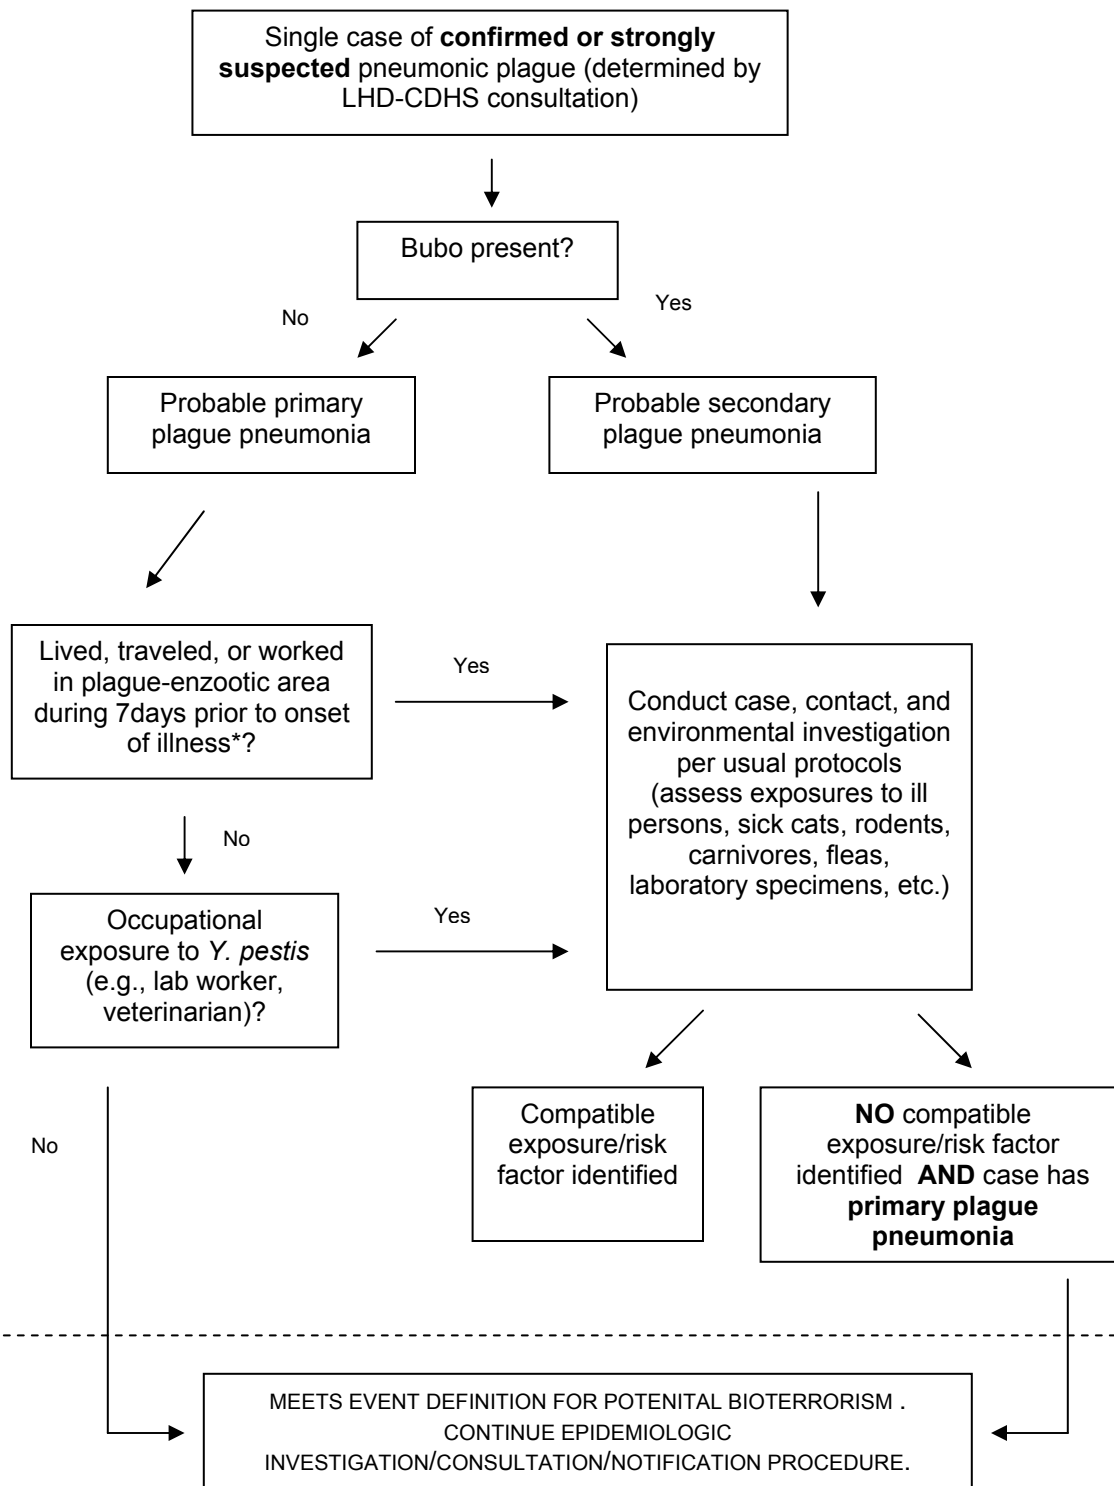 Single case of confirmed or strongly
suspected pneumonic plague (determined by
LHD-CDHS consultation)
Bubo present?
No
Yes
Probable primary
plague pneumonia
Probable secondary
plague pneumonia
Lived, traveled, or worked
in plague-enzootic area
during 7days prior to onset
of illness*?
Yes
Conduct case, contact, and
environmental investigation
per usual protocols
(assess exposures to ill
persons, sick cats, rodents,
carnivores, fleas,
laboratory specimens, etc.)
No
Occupational
exposure to Y. pestis
(e.g., lab worker,
veterinarian)?
Yes
No
Compatible
exposure/risk
factor identified
NO compatible
exposure/risk factor
identified AND case has
primary plague
pneumonia
MEETS EVENT DEFINITION FOR POTENITAL BIOTERRORISM .
CONTINUE EPIDEMIOLOGIC
INVESTIGATION/CONSULTATION/NOTIFICATION PROCEDURE.